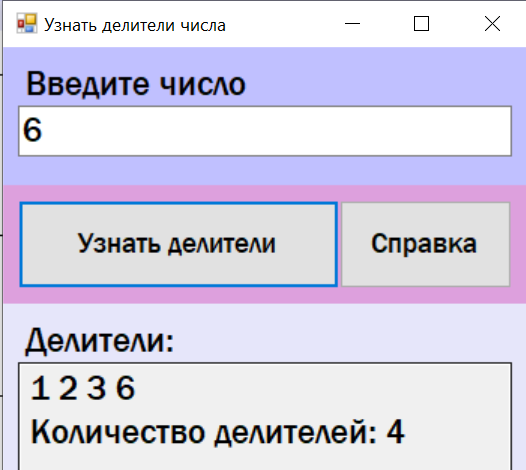 Узнать делители числа
Введите число
6
Узнать делители
Справка
Делители:
1 2 3 6
Количество делителей: 4